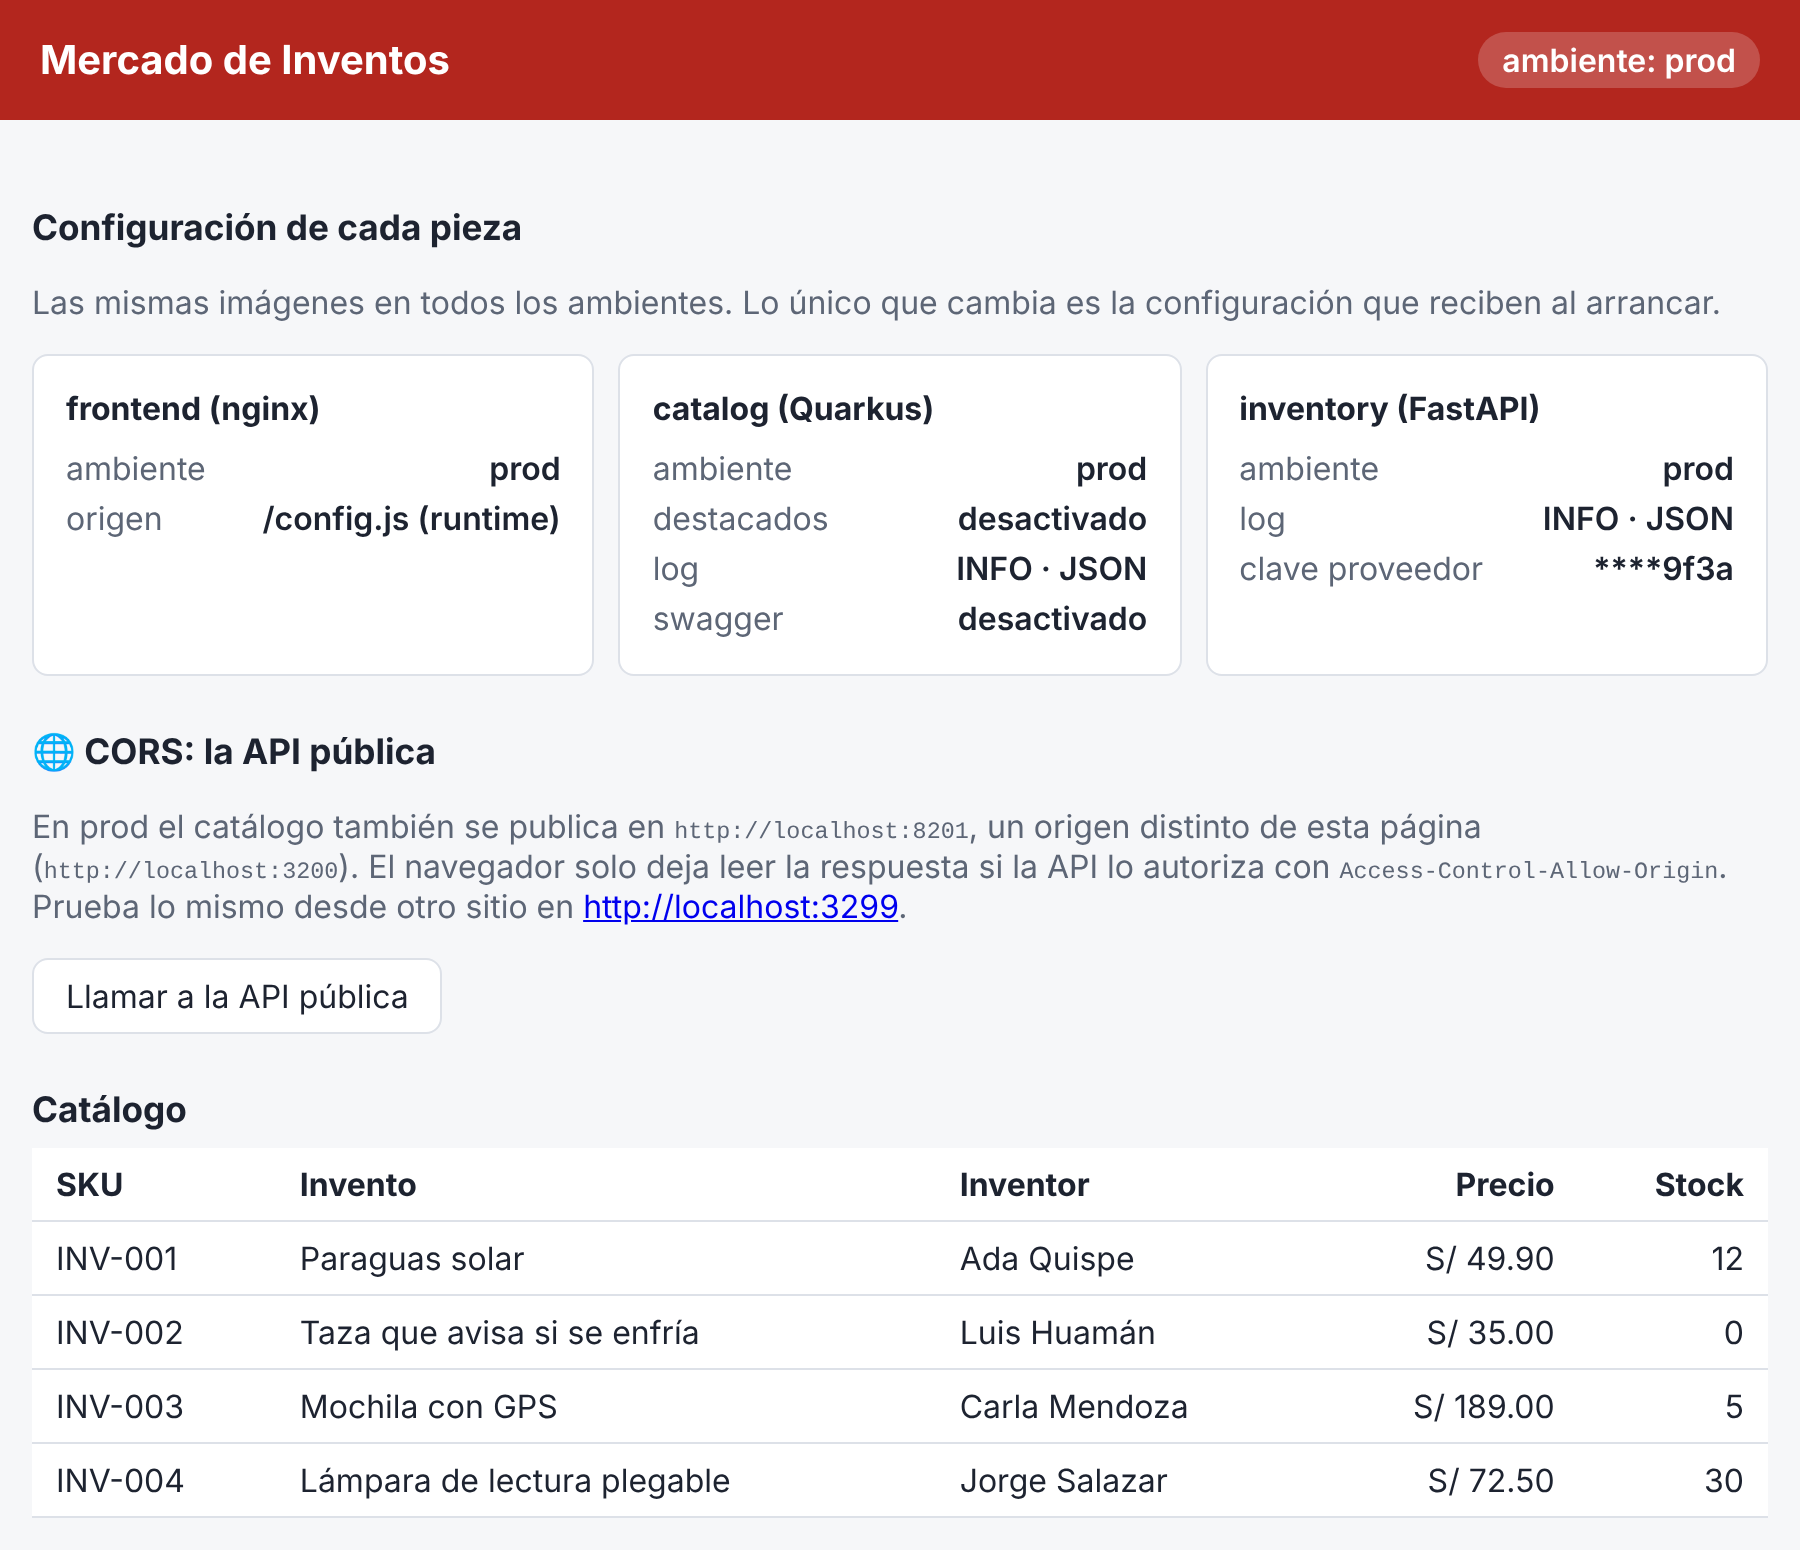 Mercado de Inventos
ambiente: prod
Configuración de cada pieza
Las mismas imágenes en todos los ambientes. Lo único que cambia es la configuración que reciben al arrancar.
frontend (nginx)
ambiente prod
origen /config.js (runtime)
catalog (Quarkus)
ambiente prod
destacados desactivado
log INFO · JSON
swagger desactivado
inventory (FastAPI)
ambiente prod
log INFO · JSON
clave proveedor ****9f3a
🌐 CORS: la API pública
En prod el catálogo también se publica en http://localhost:8201, un origen distinto de esta página
(http://localhost:3200). El navegador solo deja leer la respuesta si la API lo autoriza con Access-Control-Allow-Origin.
Prueba lo mismo desde otro sitio en http://localhost:3299.
Llamar a la API pública
Catálogo
SKU Invento Inventor Precio Stock
INV-001 Paraguas solar Ada Quispe S/ 49.90 12
INV-002 Taza que avisa si se enfría Luis Huamán S/ 35.00 0
INV-003 Mochila con GPS Carla Mendoza S/ 189.00 5
INV-004 Lámpara de lectura plegable Jorge Salazar S/ 72.50 30